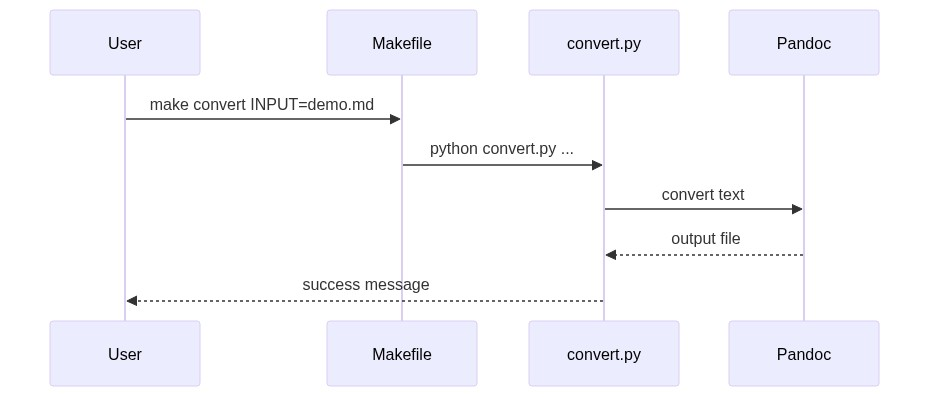 User
Makefile
convert.py
Pandoc
make convert INPUT=demo.md
python convert.py ...
convert text
output file
success message
User
Makefile
convert.py
Pandoc